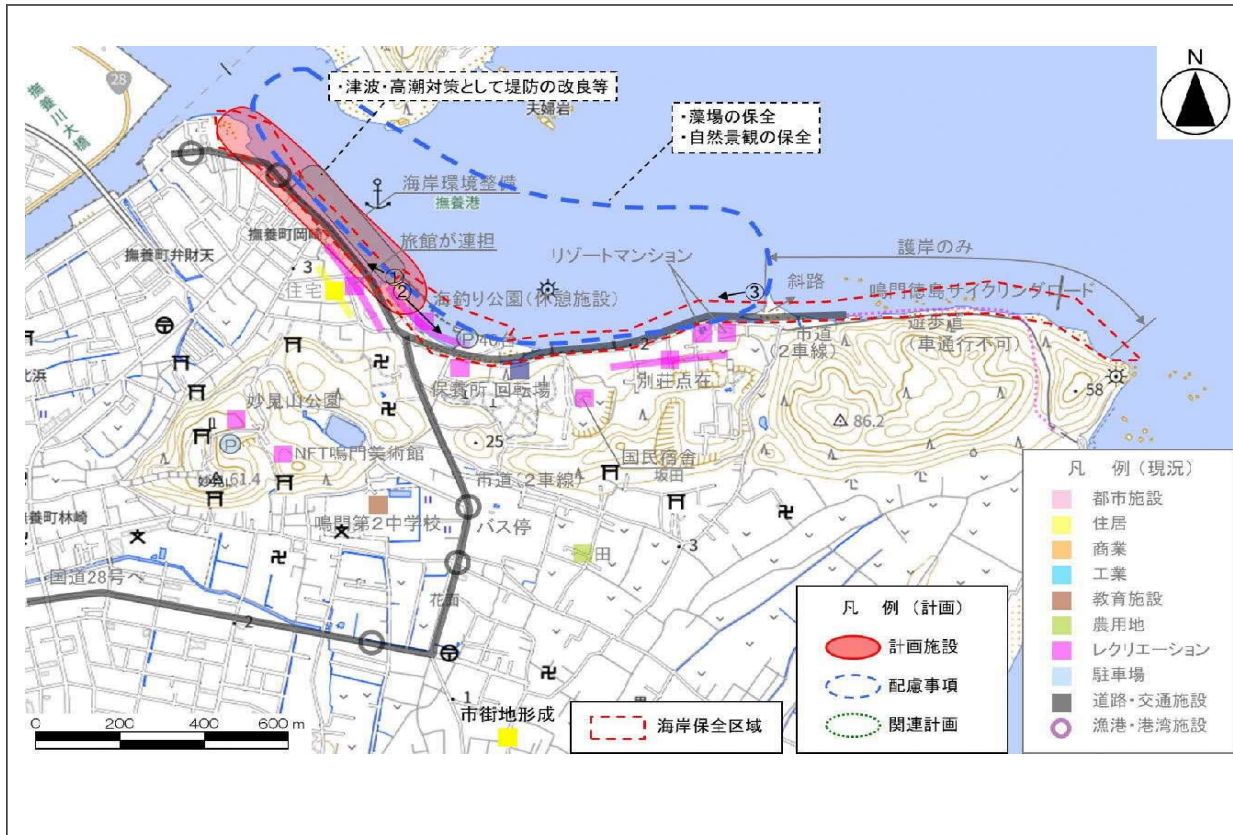 N
28
撫養川大橋
・津波・高潮対策として堤防の改良等
夫婦岩
・藻場の保全
・自然景観の保全
海岸環境整備
撫養港
撫養町岡崎
旅館が連担
撫養町弁財天
3
住宅
①
②
海釣り公園(休憩施設)
リゾートマンション
③
斜路
護岸のみ
鳴門徳島サイクリングロード
遊歩道
(車通行不可)
市道
(2車線)
P
2
保養所
回転場
別荘点在
58
86.2
妙見山公園
P
NFT鳴門美術館
61.4
25
国民宿舎
坂田
市道(2車線)
撫養町林崎
鳴門第2中学校
バス停
田
3
国道28号へ
花面
2
1
市街地形成
0 200 400 600 m
海岸保全区域
凡 例(計画)
計画施設
配慮事項
関連計画
凡 例(現況)
都市施設
住居
商業
工業
教育施設
農用地
レクリエーション
駐車場
道路・交通施設
漁港・港湾施設